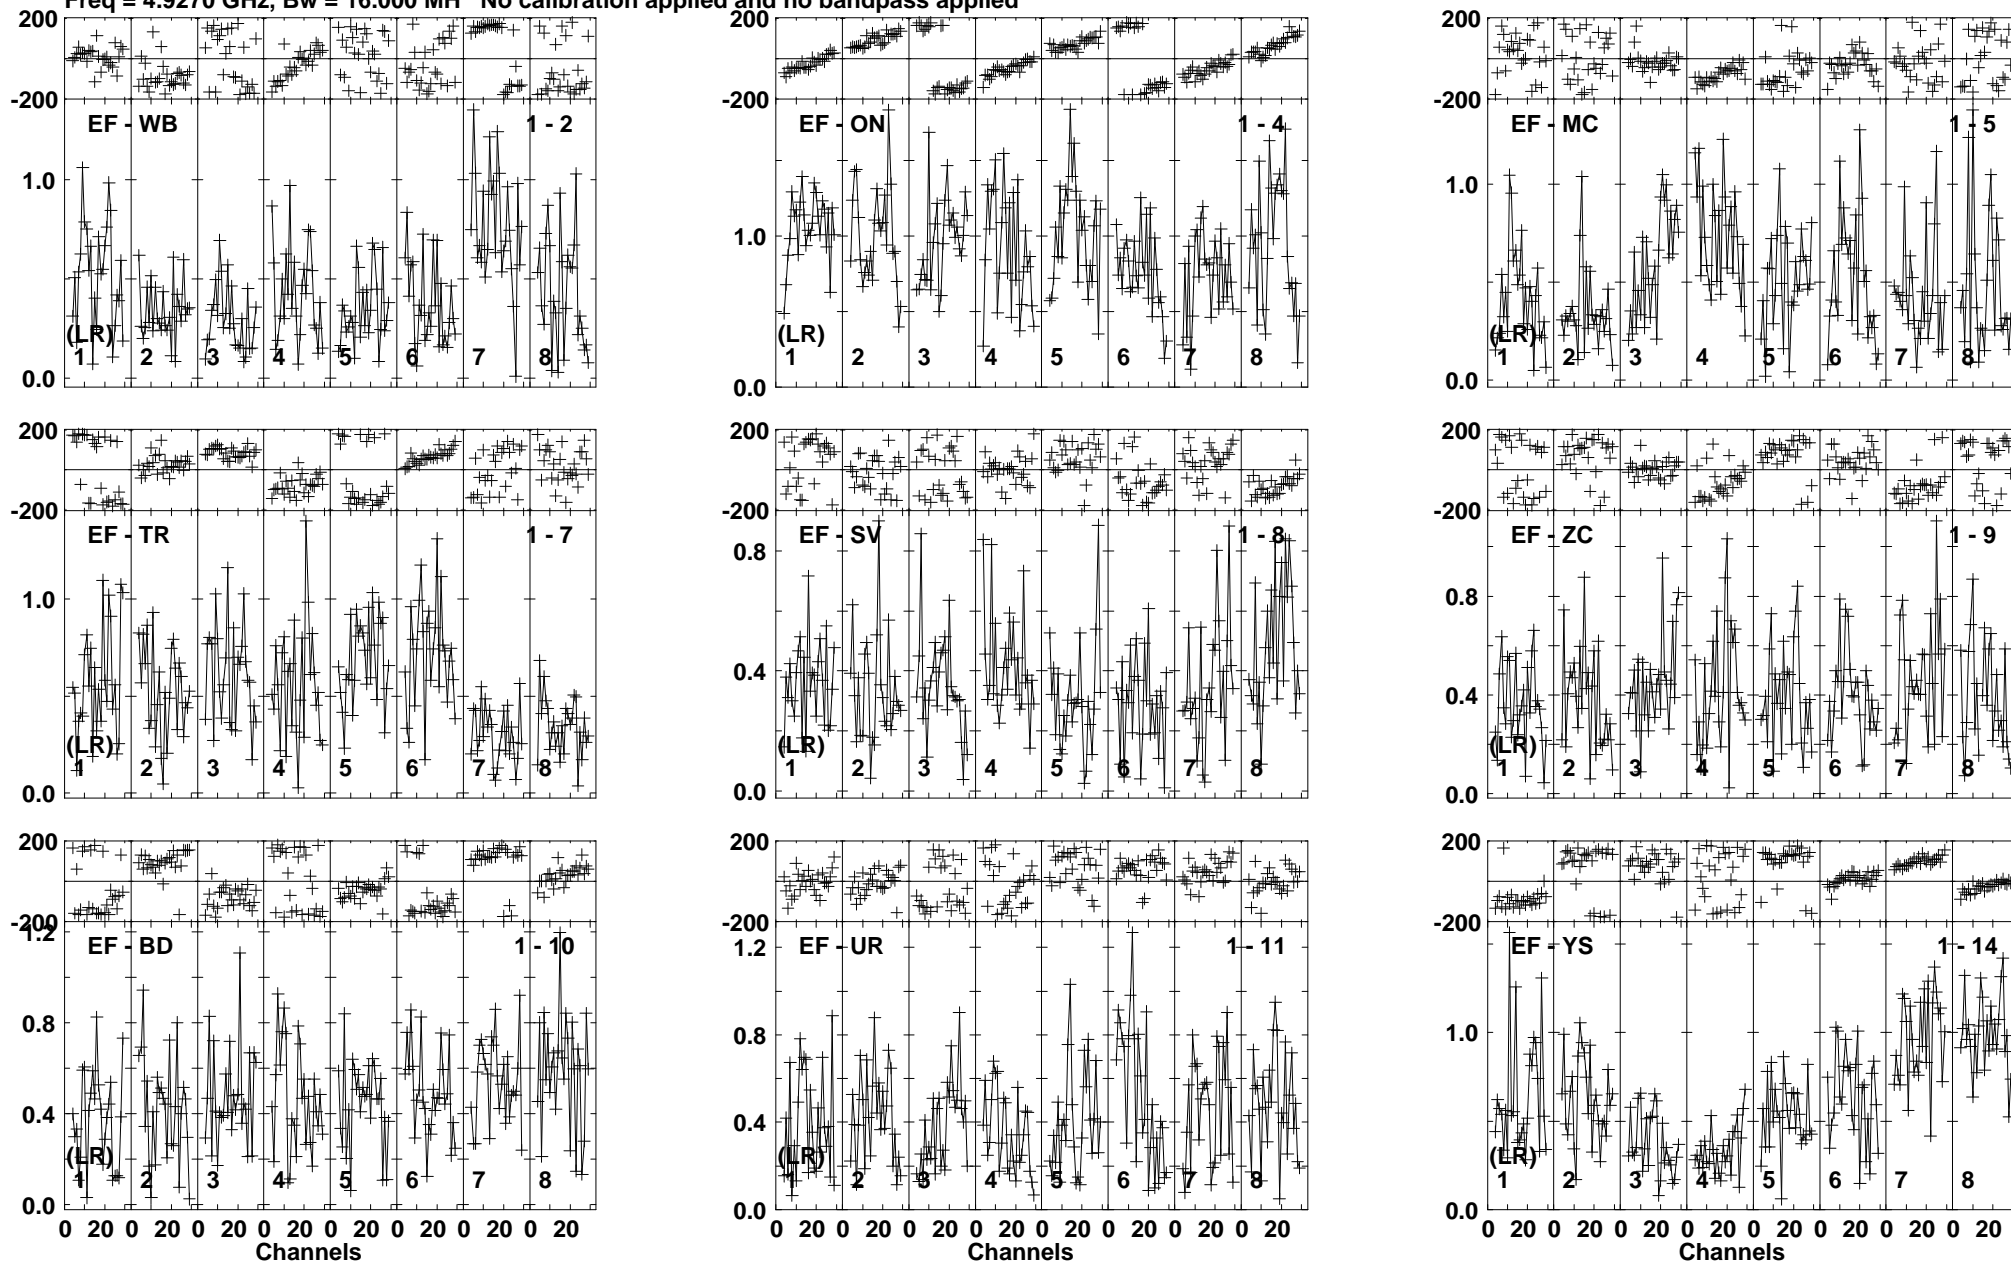 Freq = 4.9270 GHz, Bw = 16.000 MH No calibration applied and no bandpass applied
200 200 200
-200 -200 -200
EF - WB 1 - 2 EF - ON 1 - 4 EF - MC 1 - 5
1.0 1.0 1.0
(LR) (LR) (LR)
1 2 3 4 5 6 7 8 1 2 3 4 5 6 7 8 1 2 3 4 5 6 7 8
0.0 0.0 0.0
200 200 200
-200 -200 -200
EF - TR 1 - 7 EF - SV 1 - 8 EF - ZC 1 - 9
1.0 0.8 0.8
0.4 0.4
(LR) (LR) (LR)
1 2 3 4 5 6 7 8 1 2 3 4 5 6 7 8 1 2 3 4 5 6 7 8
0.0 0.0 0.0
200 200 200
-200 -200 -200
1.2 EF - BD 1 - 10 1.2 EF - UR 1 - 11 EF - YS 1 - 14
0.8 0.8 1.0
0.4 0.4
(LR) (LR) (LR)
1 2 3 4 5 6 7 8 1 2 3 4 5 6 7 8 1 2 3 4 5 6 7 8
0.0 0.0 0.0
0 20 0 20 0 20 0 20 0 20 0 20 0 20 0 20 0 20 0 20 0 20 0 20 0 20 0 20 0 20 0 20 0 20 0 20 0 20 0 20 0 20 0 20 0 20 0 20
Channels Channels Channels